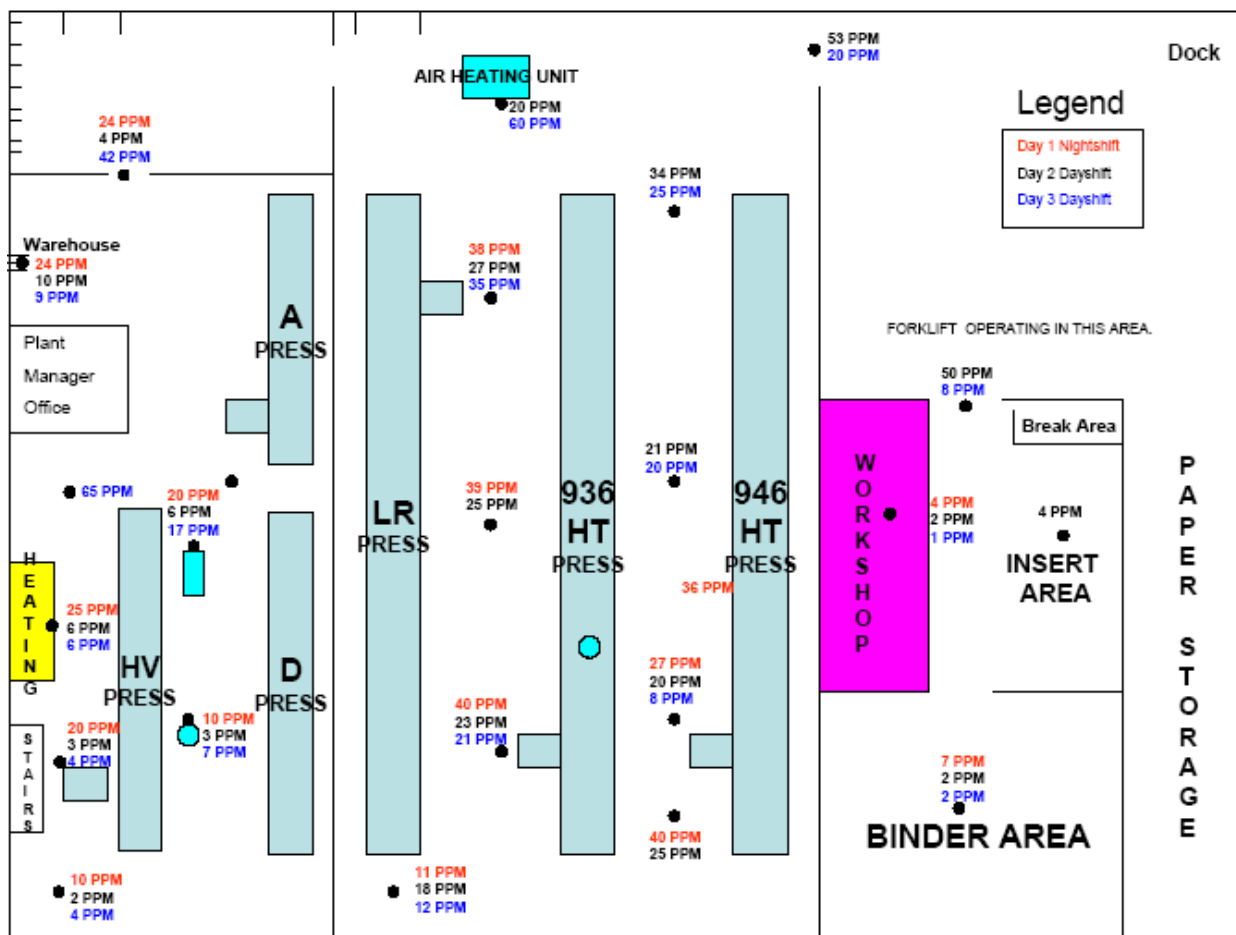 53 PPM
20 PPM
Dock
AIR HEATING UNIT
20 PPM
60 PPM
Legend
Day 1 Nightshift
Day 2 Dayshift
Day 3 Dayshift
24 PPM
4 PPM
42 PPM
34 PPM
25 PPM
Warehouse
24 PPM
10 PPM
9 PPM
38 PPM
27 PPM
35 PPM
A
PRESS
Plant
Manager
Office
FORKLIFT OPERATING IN THIS AREA.
50 PPM
8 PPM
Break Area
65 PPM
20 PPM
6 PPM
17 PPM
LR
PRESS
39 PPM
25 PPM
936
HT
PRESS
21 PPM
20 PPM
946
HT
PRESS
36 PPM
WORKSHOP
4 PPM
2 PPM
1 PPM
4 PPM
INSERT
AREA
PAPER STORAGE
HEATING
25 PPM
6 PPM
6 PPM
HV
PRESS
D
PRESS
27 PPM
20 PPM
8 PPM
40 PPM
23 PPM
21 PPM
STAIRS
20 PPM
3 PPM
4 PPM
10 PPM
3 PPM
7 PPM
7 PPM
2 PPM
2 PPM
BINDER AREA
40 PPM
25 PPM
10 PPM
2 PPM
4 PPM
11 PPM
18 PPM
12 PPM